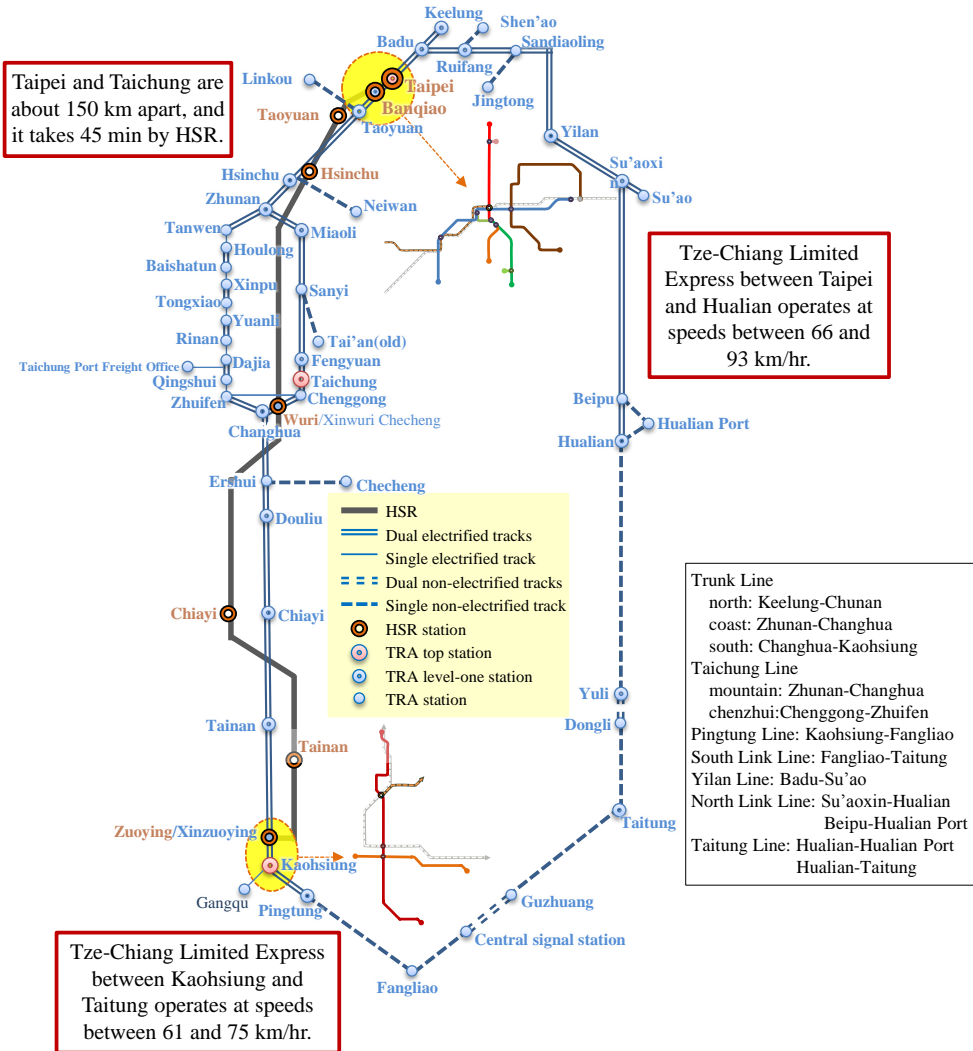 Keelung
Shen'ao
Badu
Sandiaoling
Ruifang
Taipei and Taichung are
about 150 km apart, and
it takes 45 min by HSR.
Linkou
Taipei
Jingtong
Banqiao
Taoyuan
Taoyuan
Yilan
Hsinchu
Hsinchu
Su'aoxi
n
Su'ao
Zhunan
Neiwan
Tanwen
Miaoli
Houlong
Baishatun
Xinpu
Sanyi
Tongxiao
Yuanli
Rinan
Tai'an(old)
Tze-Chiang Limited
Express between Taipei
and Hualian operates at
speeds between 66 and
93 km/hr.
Taichung Port Freight Office
Dajia
Fengyuan
Qingshui
Taichung
Zhuifen
Chenggong
Beipu
Wuri/Xinwuri Checheng
Changhua
Hualian Port
Hualian
Ershui
Checheng
Douliu
HSR
Dual electrified tracks
Single electrified track
Dual non-electrified tracks
Single non-electrified track
HSR station
TRA top station
TRA level-one station
TRA station
Chiayi
Chiayi
Trunk Line
north: Keelung-Chunan
coast: Zhunan-Changhua
south: Changhua-Kaohsiung
Taichung Line
mountain: Zhunan-Changhua
chenzhui:Chenggong-Zhuifen
Pingtung Line: Kaohsiung-Fangliao
South Link Line: Fangliao-Taitung
Yilan Line: Badu-Su'ao
North Link Line: Su'aoxin-Hualian
Beipu-Hualian Port
Taitung Line: Hualian-Hualian Port
Hualian-Taitung
Yuli
Dongli
Tainan
Tainan
Taitung
Zuoying/Xinzuoying
Kaohsiung
Gangqu
Pingtung
Guzhuang
Central signal station
Fangliao
Tze-Chiang Limited Express
between Kaohsiung and
Taitung operates at speeds
between 61 and 75 km/hr.